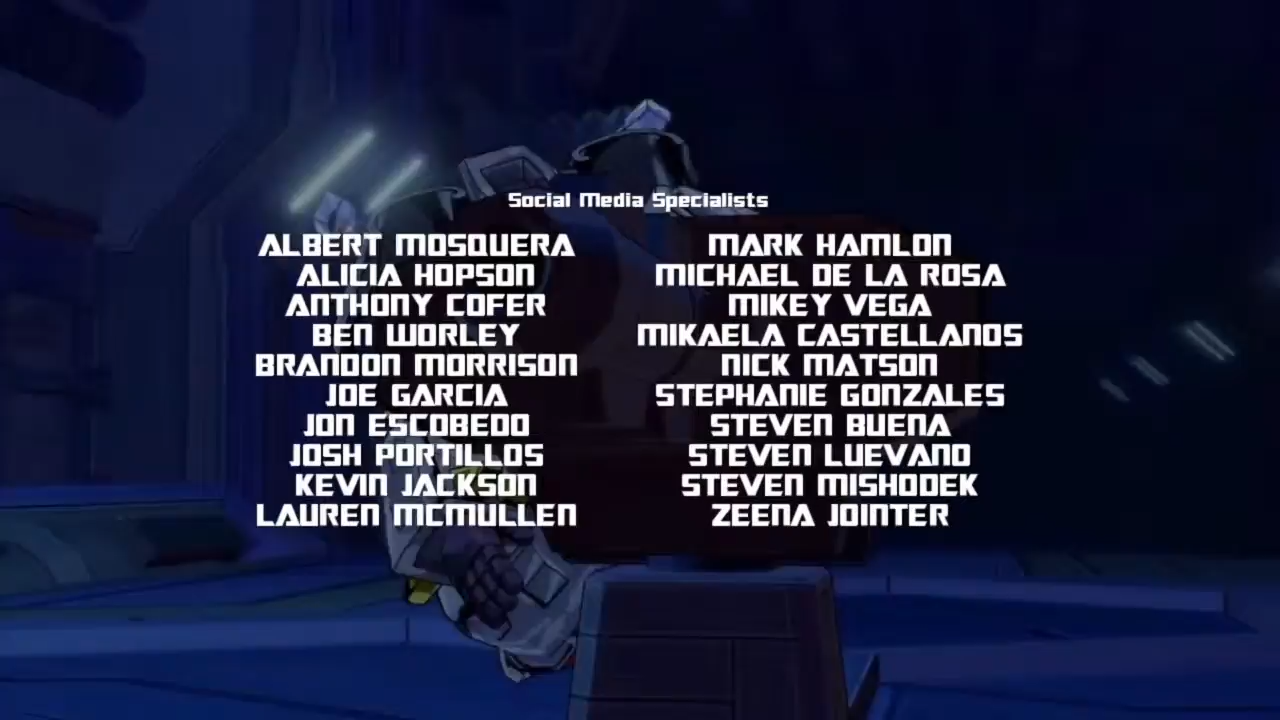 Social Media Specialists
ALBERT MOSQUERA
ALICIA HOPSON
ANTHONY COFER
BEN WORLEY
BRANDON MORRISON
JOE GARCIA
JON ESCOBEDO
JOSH PORTILLOS
KEVIN JACKSON
LAUREN MCMULLEN
MARK HAMLON
MICHAEL DE LA ROSA
MIKEY VEGA
MIKAELA CASTELLANOS
NICK MATSON
STEPHANIE GONZALES
STEVEN BUENA
STEVEN LUEVANO
STEVEN MISHODEK
ZEENA JOINTER